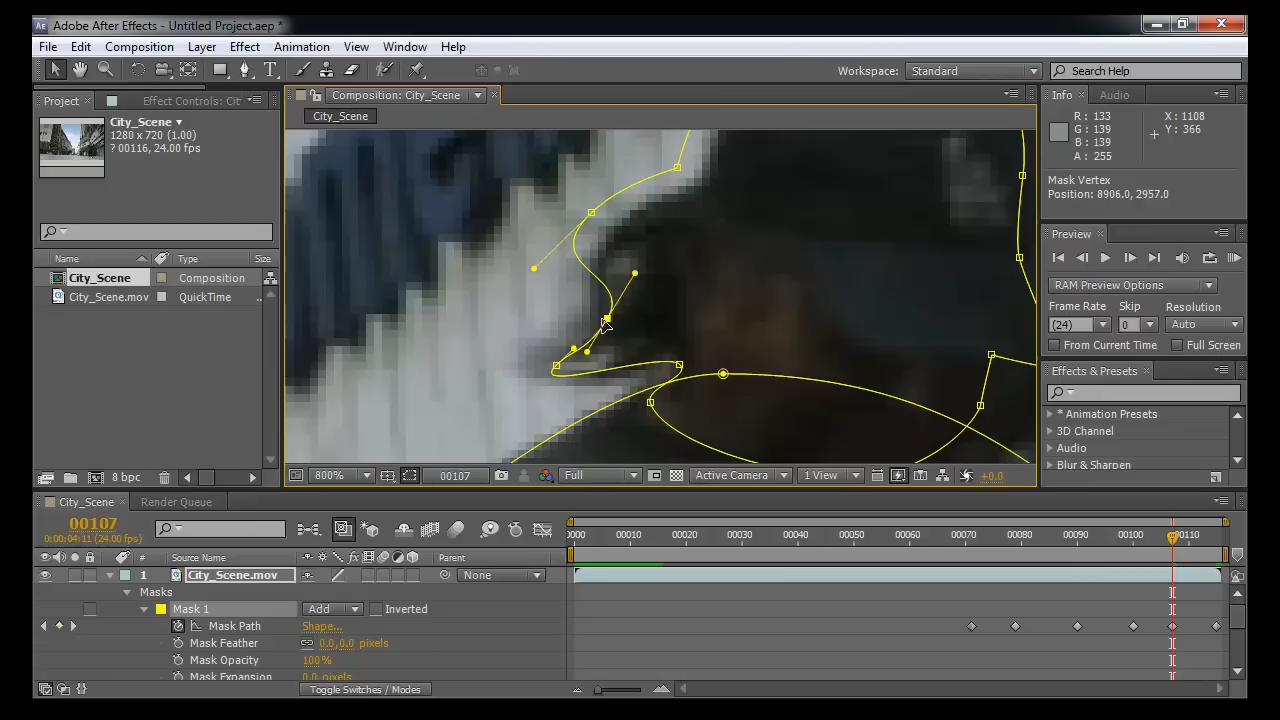 Adobe After Effects - Untitled Project.aep *
File Edit Composition Layer Effect Animation View Window Help
Workspace: Standard Search Help
Project Effect Controls: Cit
City_Scene
1280 x 720 (1.00)
? 00116, 24.00 fps
Name Type Size
City_Scene Composition
City_Scene.mov QuickTime ..
8 bpc
Composition: City_Scene
City_Scene
800% 00107 Full Active Camera 1 View +0.0
Info Audio
R : 133
G : 139
B : 139
A : 255
X : 1108
Y : 366
Mask Vertex
Position: 8906.0, 2957.0
Preview
RAM Preview Options
Frame Rate Skip Resolution
(24) 0 Auto
From Current Time Full Screen
Effects & Presets
* Animation Presets
3D Channel
Audio
Blur & Sharpen
City_Scene Render Queue
00107
0:00:04:11 (24.00 fps)
0000 00010 00020 00030 00040 00050 00060 00070 00080 00090 00100 00110
# Source Name fx Parent
1 City_Scene.mov None
Masks
Mask 1 Add Inverted
Mask Path Shape...
Mask Feather 0.0,0.0 pixels
Mask Opacity 100%
Mask Expansion 0.0 pixels
Toggle Switches / Modes